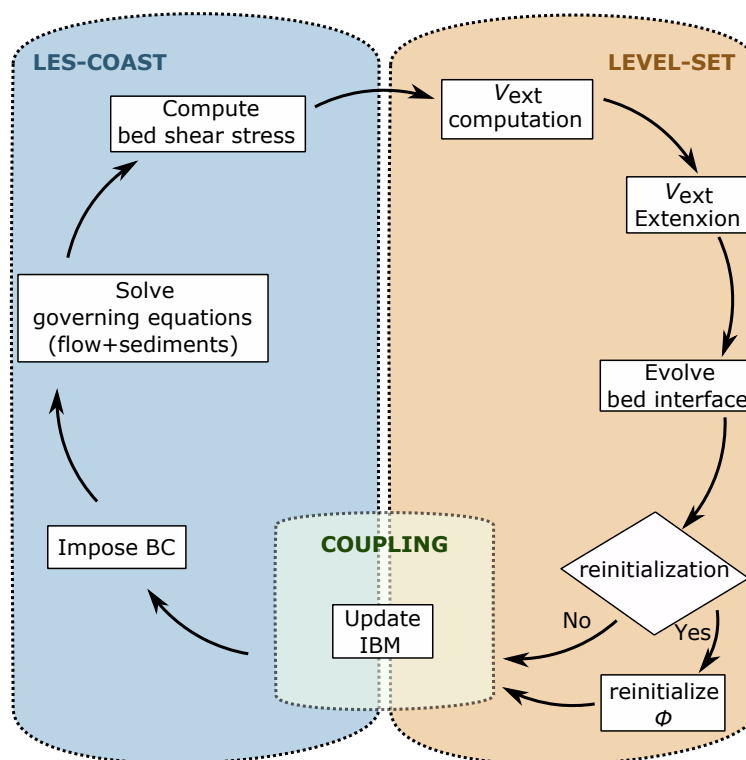 LES-COAST
LEVEL-SET
Compute
bed shear stress
Vext
computation
Vext
Extenxion
Solve
governing equations
(flow+sediments)
Evolve
bed interface
Impose BC
COUPLING
reinitialization
Update
IBM
No
Yes
reinitialize
Φ